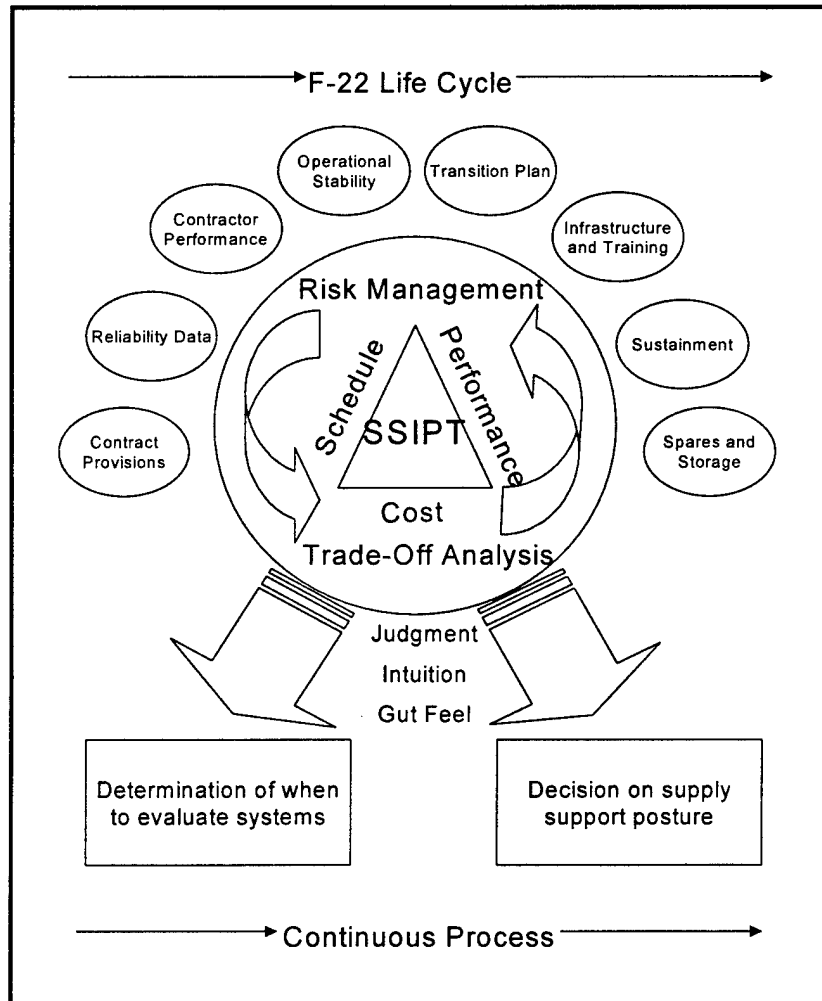 F-22 Life Cycle
Operational
Stability
Transition Plan
Contractor
Performance
Infrastructure
and Training
Risk Management
Reliability Data
Schedule
Performance
Sustainment
SSIPT
Contract
Provisions
Spares and
Storage
Cost
Trade-Off Analysis
Judgment
Intuition
Gut Feel
Determination of when
to evaluate systems
Decision on supply
support posture
Continuous Process